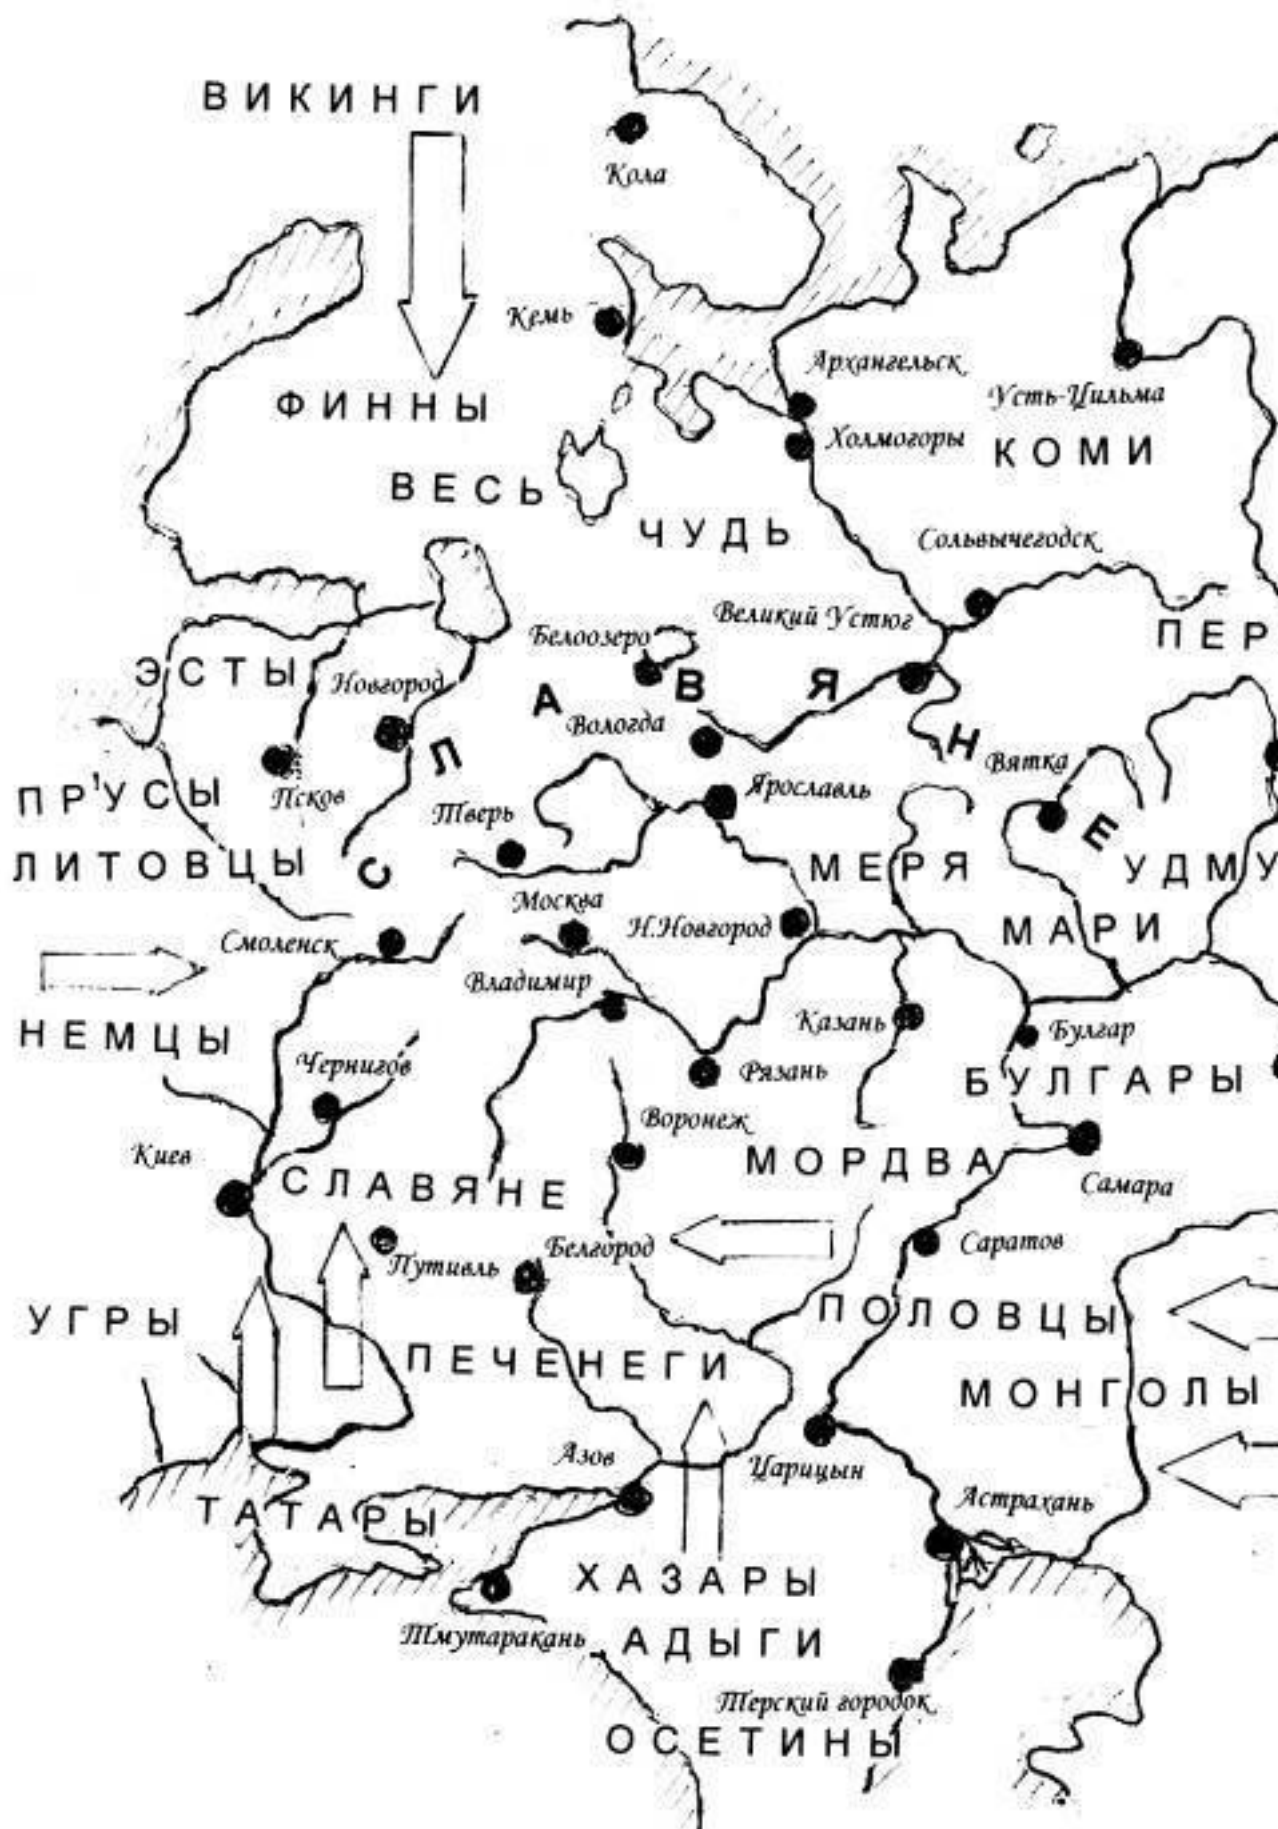 ВИКИНГИ
Кола
Кемь
Архангельск
Усть-Цильма
ФИННЫ
Холмогоры
КОМИ
ВЕСЬ
ЧУДЬ
Сольвычегодск
Великий Устюг
Белоозеро
ПЕР
ЭСТЫ
Новгород
СЛАВЯНЕ
Вологда
Вятка
ПРУСЫ
Псков
Ярославль
Тверь
ЛИТОВЦЫ
МЕРЯ
УДМУ
Москва
Н.Новгород
МАРИ
Смоленск
Владимир
Казань
Булгар
НЕМЦЫ
Чернигов
Рязань
БУЛГАРЫ
Воронеж
Киев
МОРДВА
СЛАВЯНЕ
Самара
Путивль
Белгород
Саратов
УГРЫ
ПОЛОВЦЫ
ПЕЧЕНЕГИ
МОНГОЛЫ
Азов
Царицын
Астрахань
ТАТАРЫ
ХАЗАРЫ
Тмутаракань
АДЫГИ
Терский городок
ОСЕТИНЫ